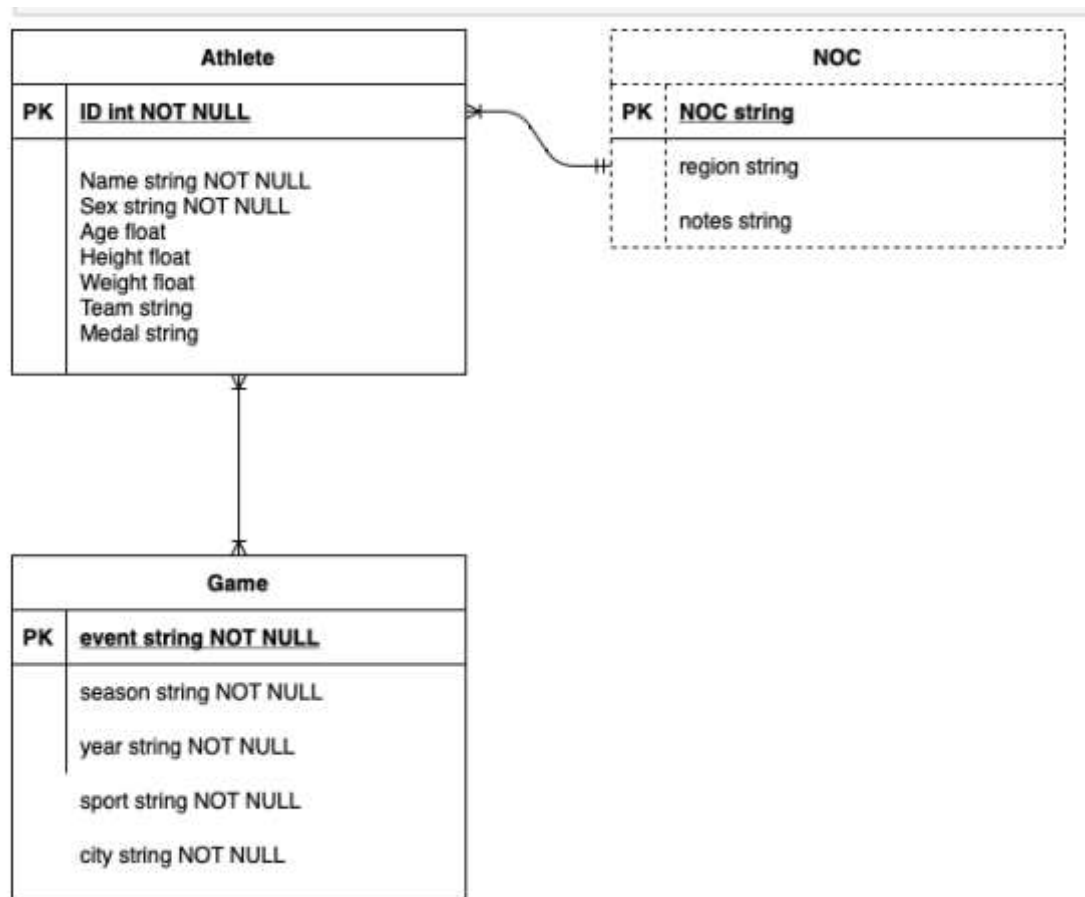 Athlete
PK ID int NOT NULL
Name string NOT NULL
Sex string NOT NULL
Age float
Height float
Weight float
Team string
Medal string
NOC
PK NOC string
region string
notes string
Game
PK event string NOT NULL
season string NOT NULL
year string NOT NULL
sport string NOT NULL
city string NOT NULL